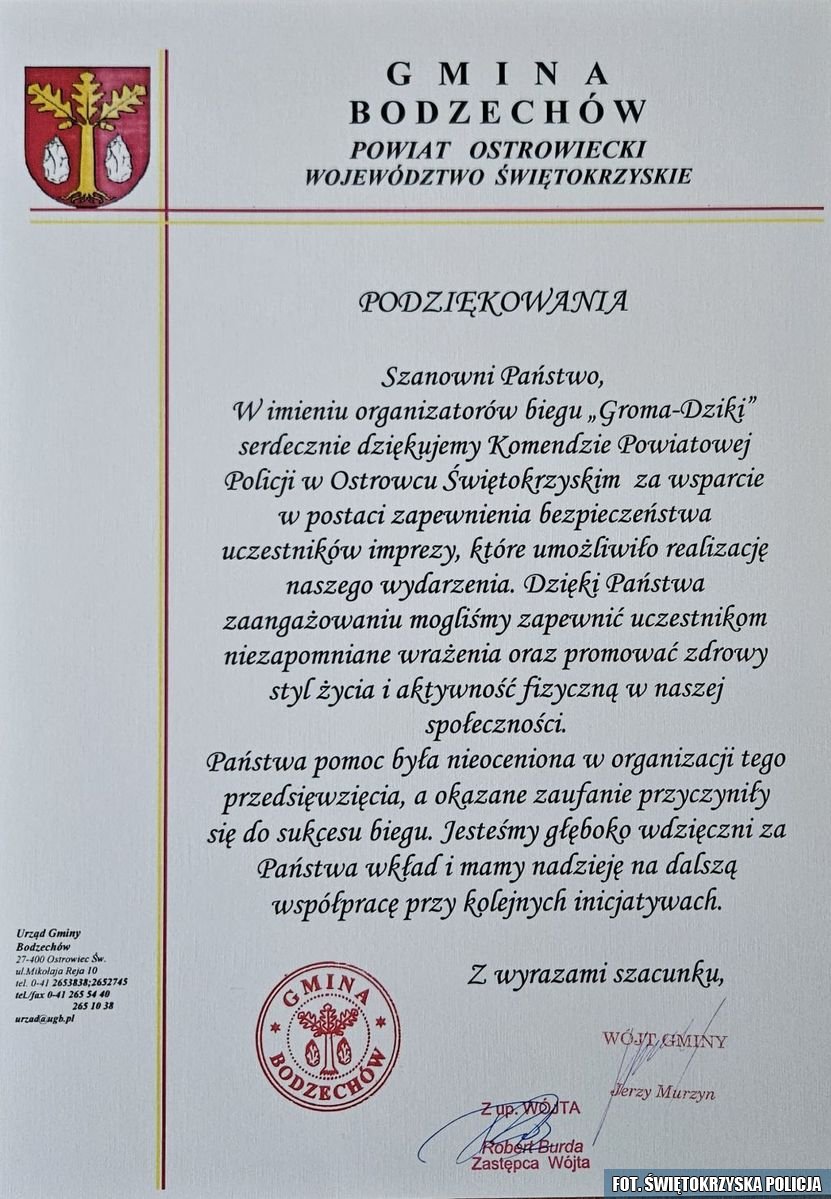 GMINA
BODZECHÓW
POWIAT OSTROWIECKI
WOJEWÓDZTWO ŚWIĘTOKRZYSKIE
PODZIĘKOWANIA
Szanowni Państwo,
W imieniu organizatorów biegu „Groma-Dziki”
serdecznie dziękujemy Komendzie Powiatowej
Policji w Ostrowcu Świętokrzyskim za wsparcie
w postaci zapewnienia bezpieczeństwa
uczestników imprezy, które umożliwiło realizację
naszego wydarzenia. Dzięki Państwa
zaangażowaniu mogliśmy zapewnić uczestnikom
niezapomniane wrażenia oraz promować zdrowy
styl życia i aktywność fizyczną w naszej
społeczności.
Państwa pomoc była nieoceniona w organizacji tego
przedsięwzięcia, a okazane zaufanie przyczyniły
się do sukcesu biegu. Jesteśmy głęboko wdzięczni za
Państwa wkład i mamy nadzieję na dalszą
współpracę przy kolejnych inicjatywach.
Z wyrazami szacunku,
Urząd Gminy
Bodzechów
27-400 Ostrowiec Św.
ul.Mikołaja Reja 10
tel. 0-41 2653838;2652745
tel./fax 0-41 265 54 40
265 10 38
urzad@ugb.pl
GMINA
BODZECHÓW
WÓJT GMINY
Jerzy Murzyn
Z up. WÓJTA
Robert Burda
Zastępca Wójta
FOT. ŚWIĘTOKRZYSKA POLICJA